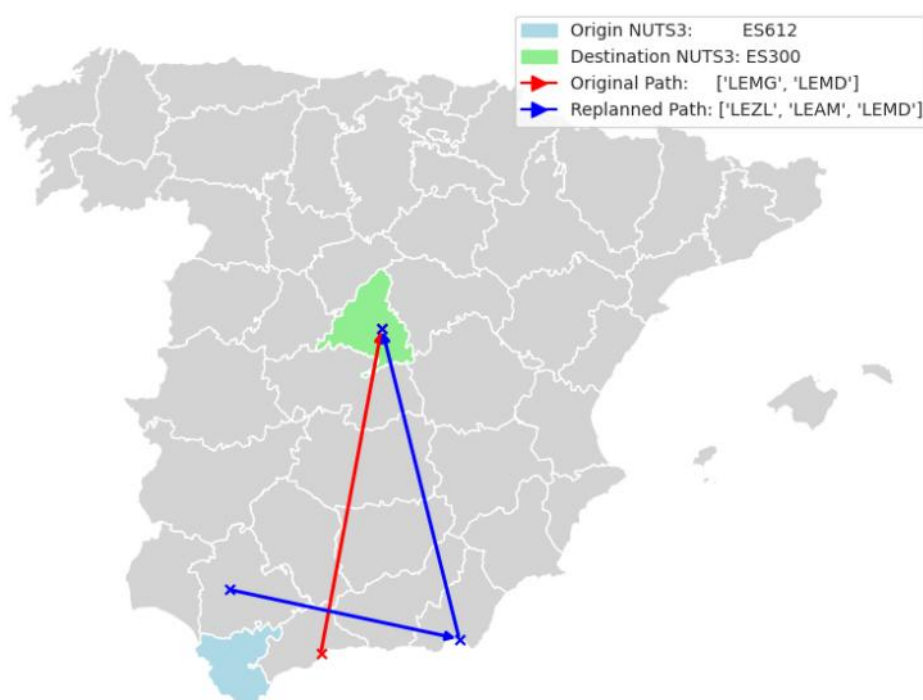 Origin NUTS3: ES612
Destination NUTS3: ES300
Original Path: ['LEMG', 'LEMD']
Replanned Path: ['LEZL', 'LEAM', 'LEMD']